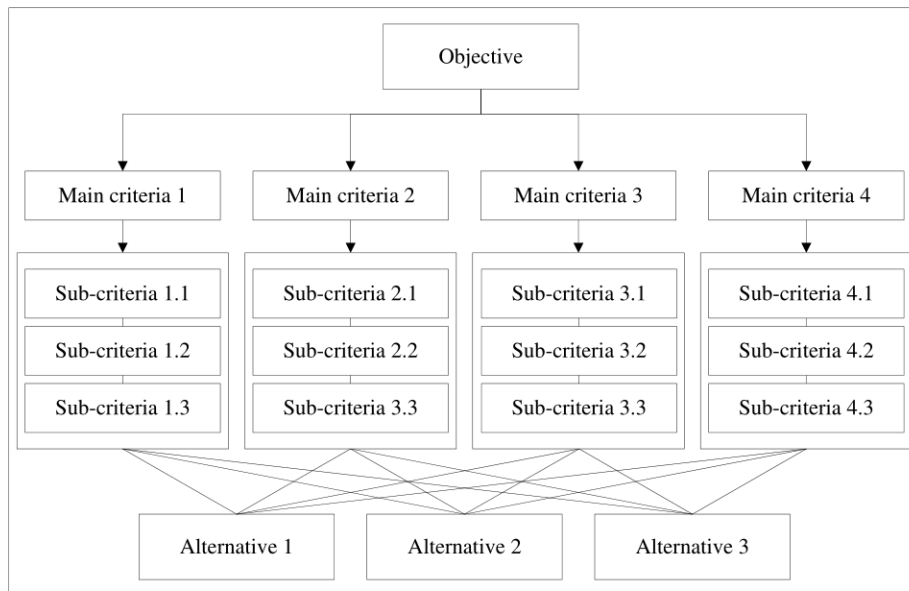 Objective
Main criteria 1
Main criteria 2
Main criteria 3
Main criteria 4
Sub-criteria 1.1
Sub-criteria 2.1
Sub-criteria 3.1
Sub-criteria 4.1
Sub-criteria 1.2
Sub-criteria 2.2
Sub-criteria 3.2
Sub-criteria 4.2
Sub-criteria 1.3
Sub-criteria 3.3
Sub-criteria 3.3
Sub-criteria 4.3
Alternative 1
Alternative 2
Alternative 3